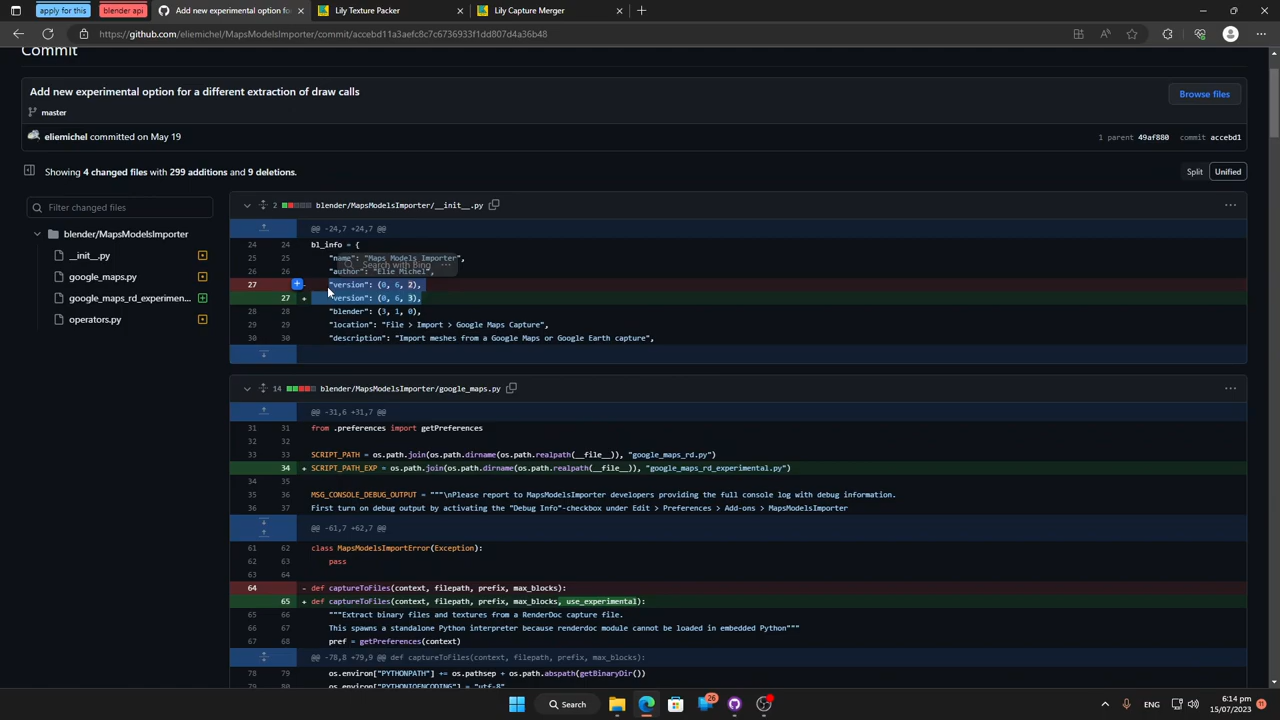 apply for this
blender api
Add new experimental option for
Lily Texture Packer
Lily Capture Merger
https://github.com/eliemichel/MapsModelsImporter/commit/accebd11a3aefc8c7c6736933f1dd807d4a36b48
Commit
Add new experimental option for a different extraction of draw calls
Browse files
master
eliemichel committed on May 19
1 parent 49af880 commit accebd1
Showing 4 changed files with 299 additions and 9 deletions.
Split Unified
Filter changed files
blender/MapsModelsImporter
__init__.py
google_maps.py
google_maps_rd_experimen...
operators.py
2 blender/MapsModelsImporter/__init__.py
@@ -24,7 +24,7 @@
24 24 bl_info = {
25 25 "name": "Maps Models Importer",
Search with Bing
26 26 "author": "Elie Michel",
27 - "version": (0, 6, 2),
27 + "version": (0, 6, 3),
28 28 "blender": (3, 1, 0),
29 29 "location": "File > Import > Google Maps Capture",
30 30 "description": "Import meshes from a Google Maps or Google Earth capture",
14 blender/MapsModelsImporter/google_maps.py
@@ -31,6 +31,7 @@
31 31 from .preferences import getPreferences
32 32
33 33 SCRIPT_PATH = os.path.join(os.path.dirname(os.path.realpath(__file__)), "google_maps_rd.py")
34 + SCRIPT_PATH_EXP = os.path.join(os.path.dirname(os.path.realpath(__file__)), "google_maps_rd_experimental.py")
34 35
35 36 MSG_CONSOLE_DEBUG_OUTPUT = """\nPlease report to MapsModelsImporter developers providing the full console log with debug information.
36 37 First turn on debug output by activating the "Debug Info"-checkbox under Edit > Preferences > Add-ons > MapsModelsImporter
@@ -61,7 +62,7 @@
61 62 class MapsModelsImportError(Exception):
62 63 pass
63 64
64 - def captureToFiles(context, filepath, prefix, max_blocks):
65 + def captureToFiles(context, filepath, prefix, max_blocks, use_experimental):
65 66 """Extract binary files and textures from a RenderDoc capture file.
66 67 This spawns a standalone Python interpreter because renderdoc module cannot be loaded in embedded Python"""
67 68 pref = getPreferences(context)
@@ -78,8 +79,9 @@ def captureToFiles(context, filepath, prefix, max_blocks):
78 79 os.environ["PYTHONPATH"] += os.pathsep + os.path.abspath(getBinaryDir())
79 80 os.environ["PYTHONIOENCODING"] = "utf-8"
Search
26
ENG
6:14 pm
15/07/2023